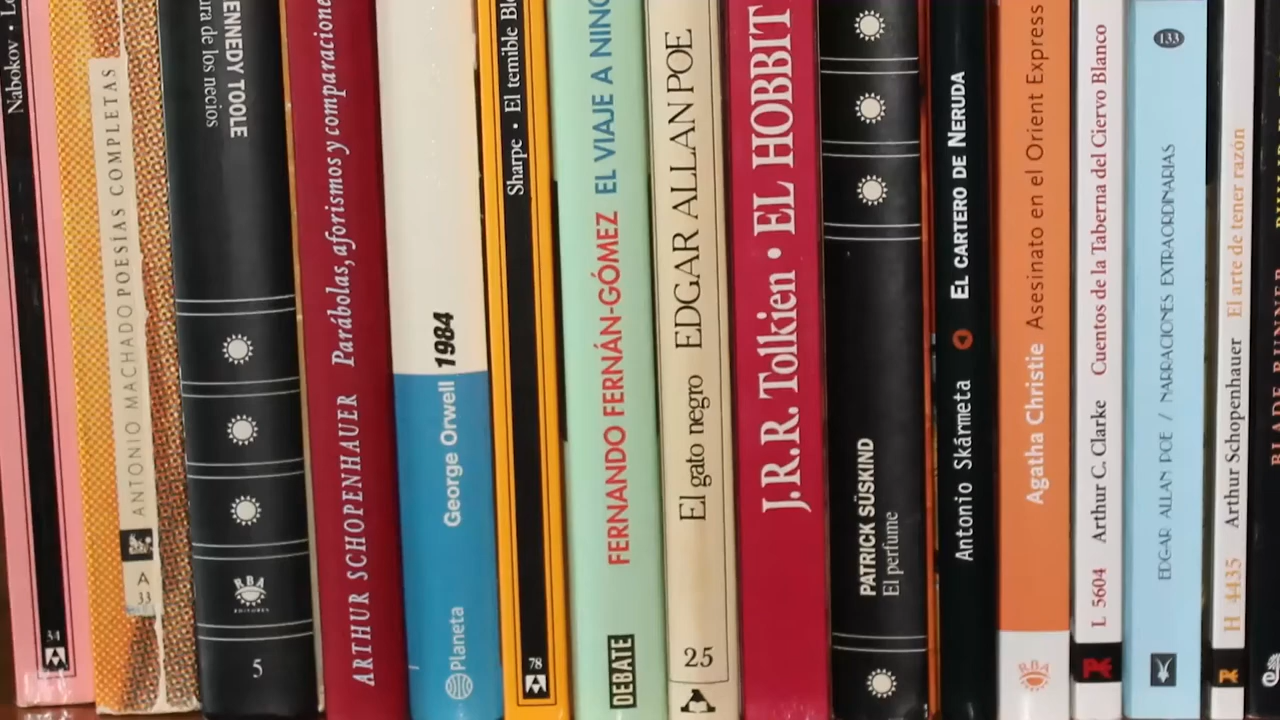 Nabokov ·
34
ANTONIO MACHADO POESÍAS COMPLETAS
A
33
ENNEDY TOOLE
ura de los necios
RBA
EDITORES
5
ARTHUR SCHOPENHAUER Parábolas, aforismos y comparacione
George Orwell 1984
Planeta
Sharpe · El temible Bl
78
FERNANDO FERNÁN-GÓMEZ EL VIAJE A NING
DEBATE
El gato negro EDGAR ALLAN POE
25
J.R.R. Tolkien · EL HOBBIT
PATRICK SÜSKIND
El perfume
Antonio Skármeta EL CARTERO DE NERUDA
Agatha Christie Asesinato en el Orient Express
L 5604 Arthur C. Clarke Cuentos de la Taberna del Ciervo Blanco
EDGAR ALLAN POE / NARRACIONES EXTRAORDINARIAS
133
H 4435 Arthur Schopenhauer El arte de tener razón
BLADE RUNNER